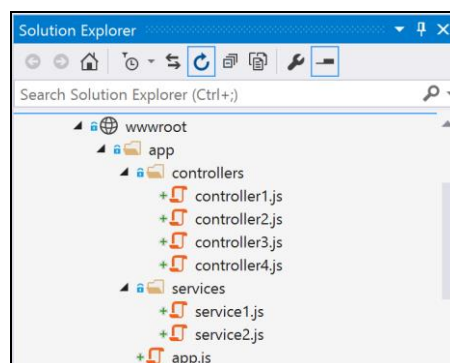 Solution Explorer
Search Solution Explorer (Ctrl+;)
wwwroot
app
controllers
controller1.js
controller2.js
controller3.js
controller4.js
services
service1.js
service2.js
app.js